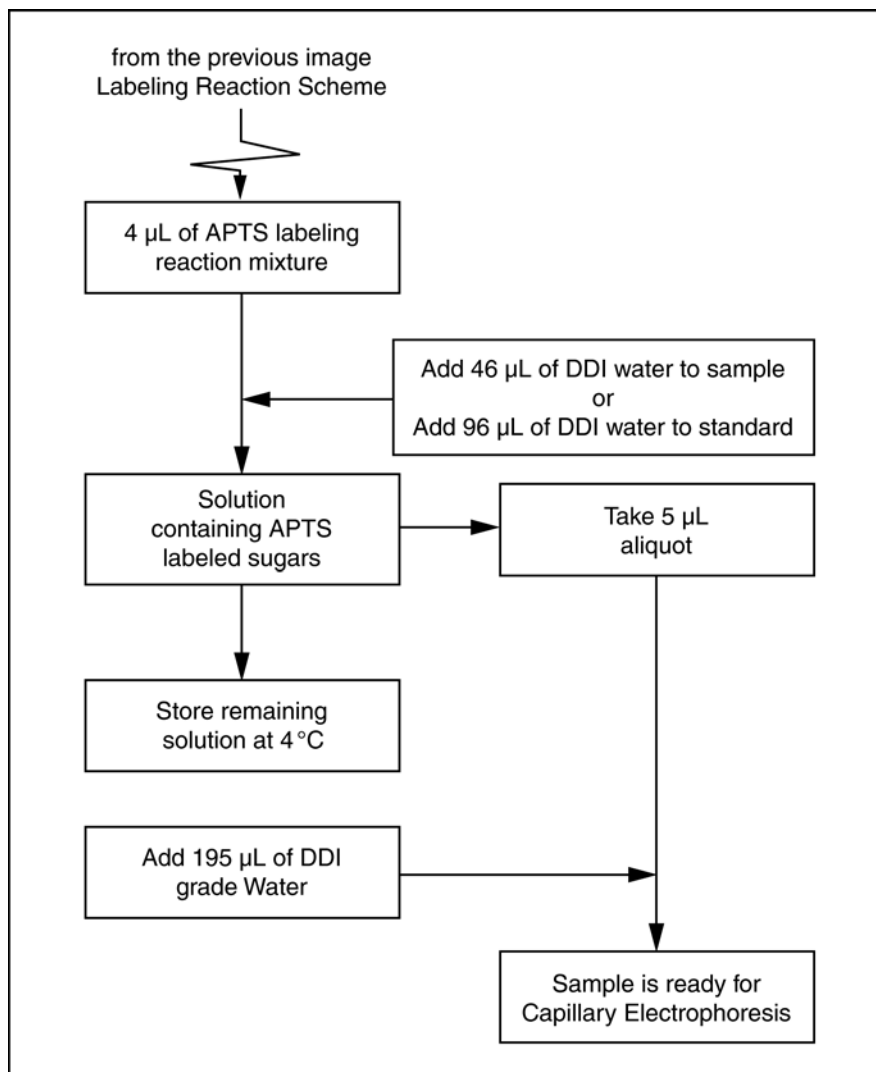 from the previous image
Labeling Reaction Scheme
4 µL of APTS labeling
reaction mixture
Add 46 µL of DDI water to sample
or
Add 96 µL of DDI water to standard
Solution
containing APTS
labeled sugars
Take 5 µL
aliquot
Store remaining
solution at 4°C
Add 195 µL of DDI
grade Water
Sample is ready for
Capillary Electrophoresis